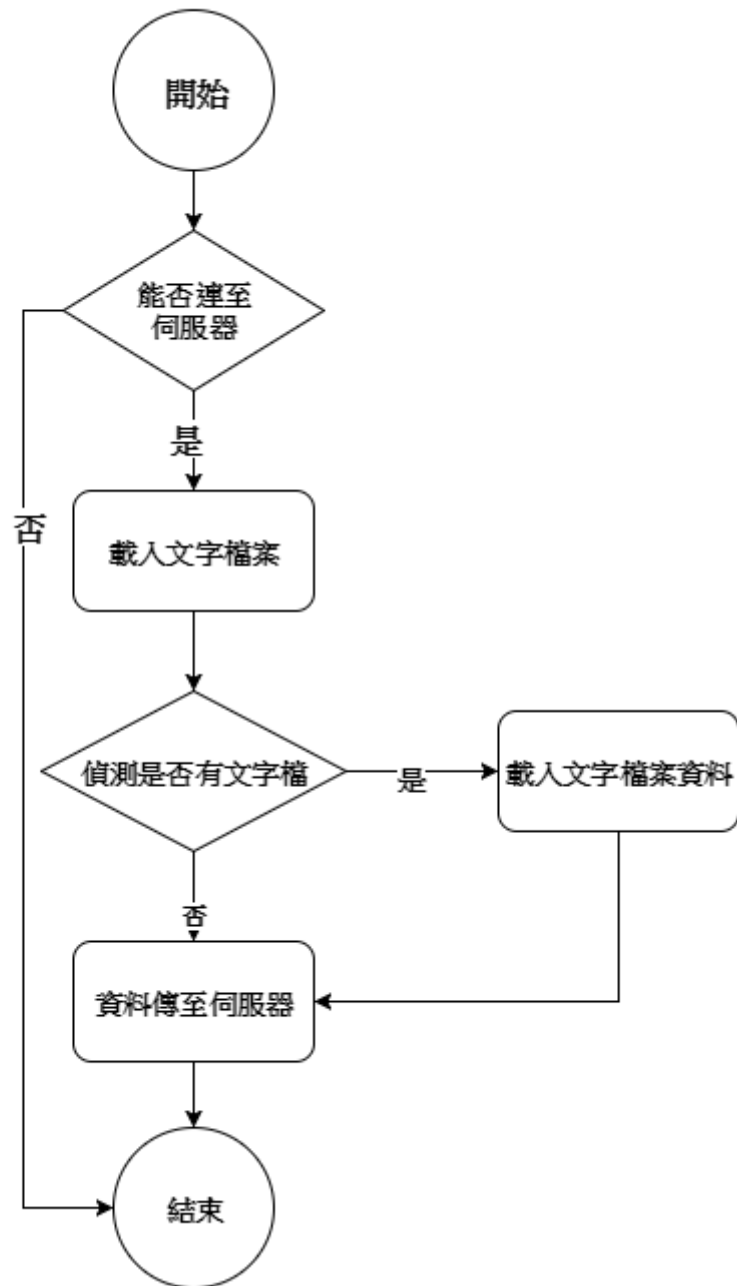 開始
能否連至
伺服器
是
否
載入文字檔案
偵測是否有文字檔
是
載入文字檔案資料
否
資料傳至伺服器
結束